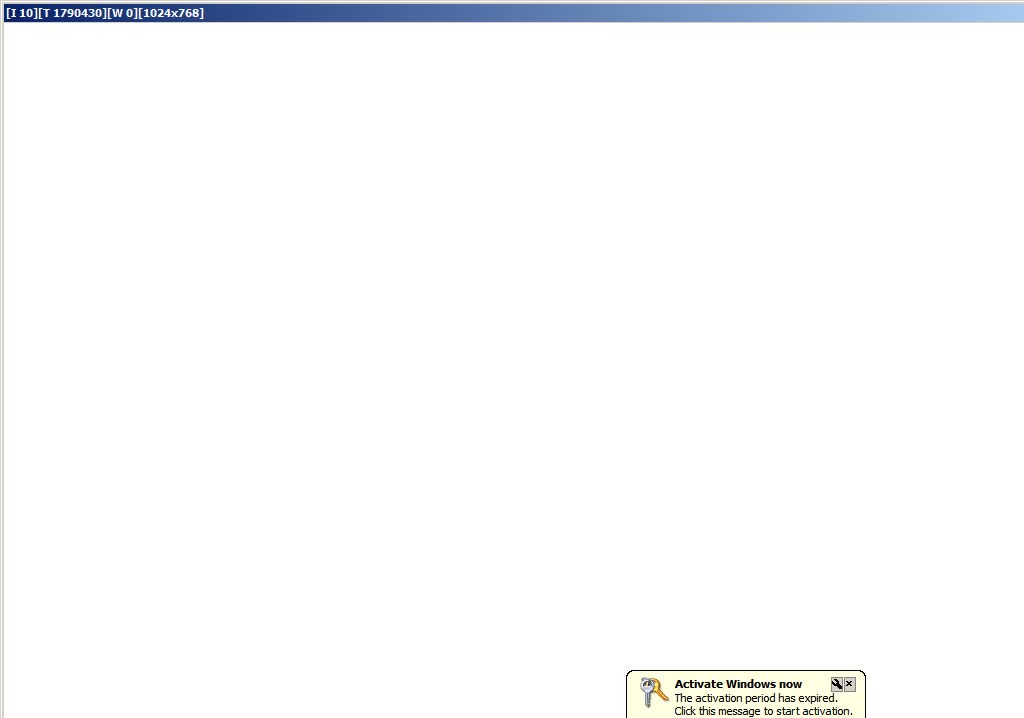 [I 10][T 1790430][W 0][1024x768]
Activate Windows now
The activation period has expired.
Click this message to start activation.